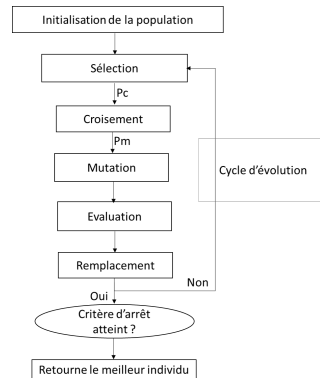 Initialisation de la population
Sélection
Pc
Croisement
Pm
Mutation
Cycle d'évolution
Evaluation
Remplacement
Non
Oui
Critère d'arrêt
atteint ?
Retourne le meilleur individu